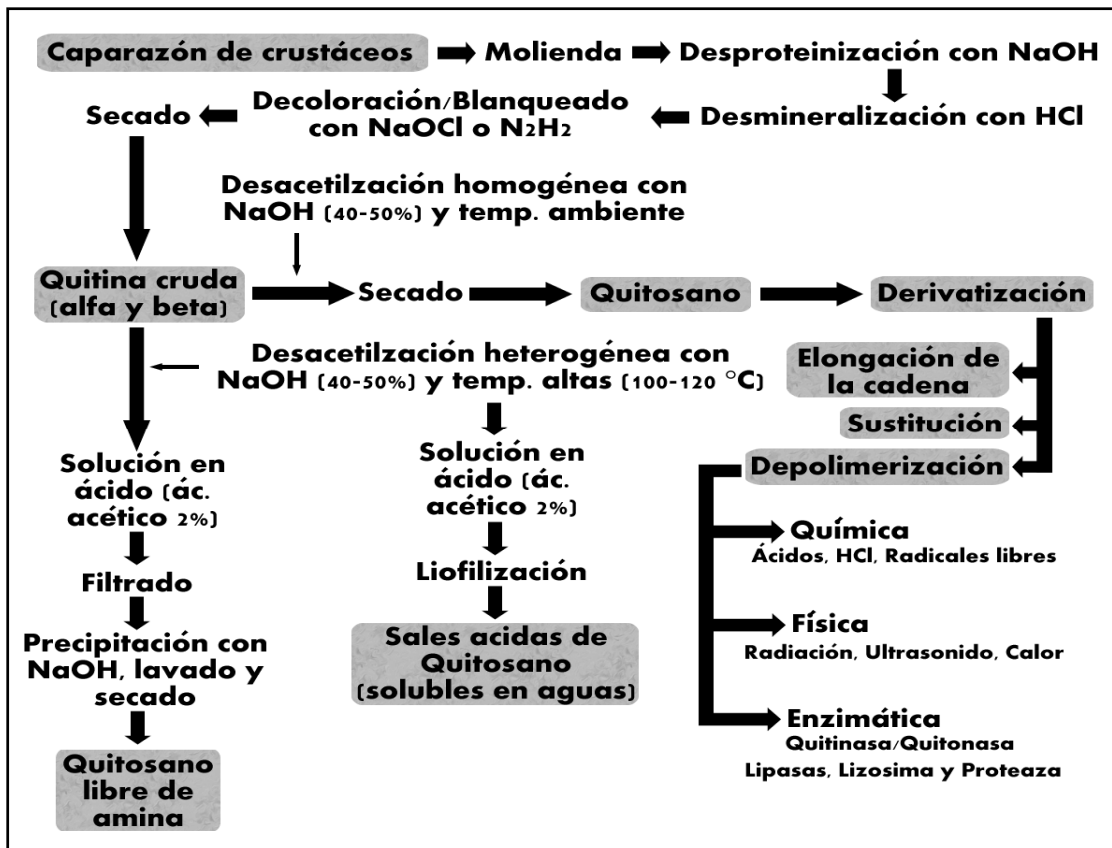 Caparazón de crustáceos
Molienda
Desproteinización con NaOH
Desmineralización con HCl
Decoloración/Blanqueado
con NaOCl o N2H2
Secado
Desacetilzación homogénea con
NaOH (40-50%) y temp. ambiente
Quitina cruda
(alfa y beta)
Secado
Quitosano
Derivatización
Desacetilzación heterogénea con
NaOH (40-50%) y temp. altas (100-120 °C)
Elongación de
la cadena
Sustitución
Depolimerización
Solución en
ácido (ác.
acético 2%)
Filtrado
Precipitación con
NaOH, lavado y
secado
Quitosano
libre de
amina
Solución en
ácido (ác.
acético 2%)
Liofilización
Sales acidas de
Quitosano
(solubles en aguas)
Química
Ácidos, HCl, Radicales libres
Física
Radiación, Ultrasonido, Calor
Enzimática
Quitinasa/Quitonasa
Lipasas, Lizosima y Proteaza